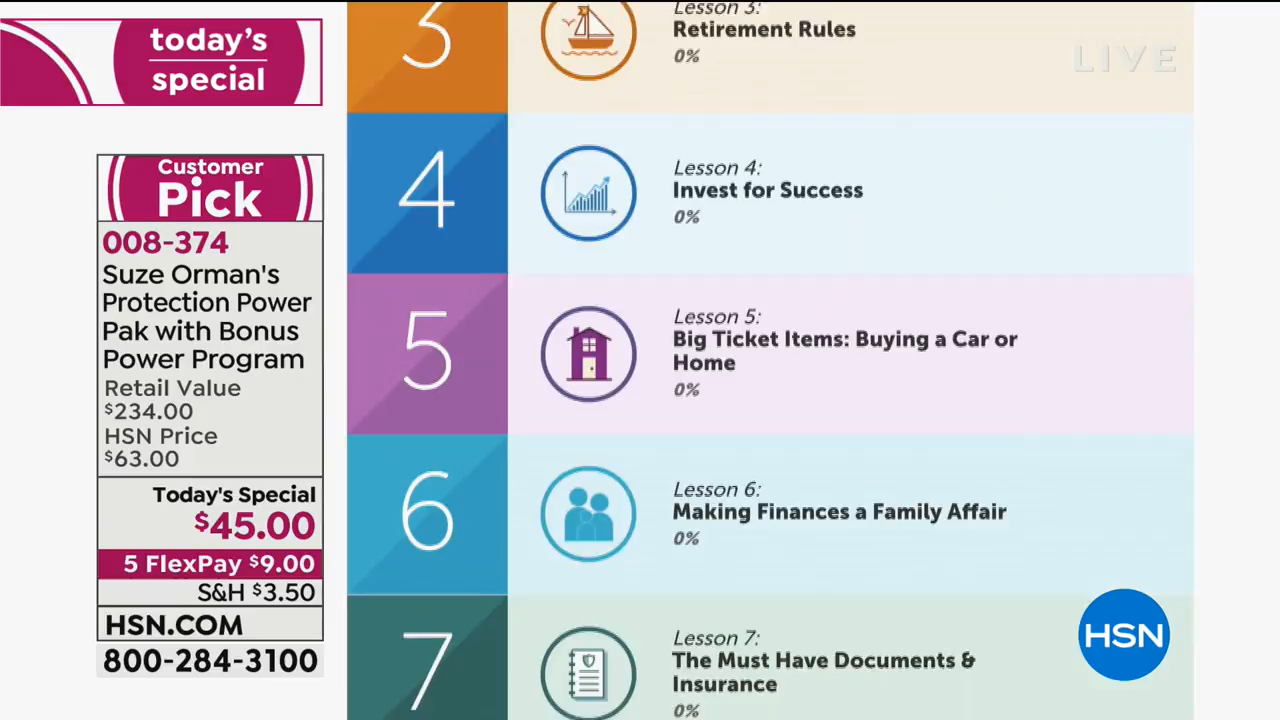 today's
special
Customer
Pick
008-374
Suze Orman's
Protection Power
Pak with Bonus
Power Program
Retail Value
$234.00
HSN Price
$63.00
Today's Special
$45.00
5 FlexPay $9.00
S&H $3.50
HSN.COM
800-284-3100
3
Lesson 3:
Retirement Rules
0%
4
Lesson 4:
Invest for Success
0%
5
Lesson 5:
Big Ticket Items: Buying a Car or
Home
0%
6
Lesson 6:
Making Finances a Family Affair
0%
7
Lesson 7:
The Must Have Documents &
Insurance
0%
LIVE
HSN